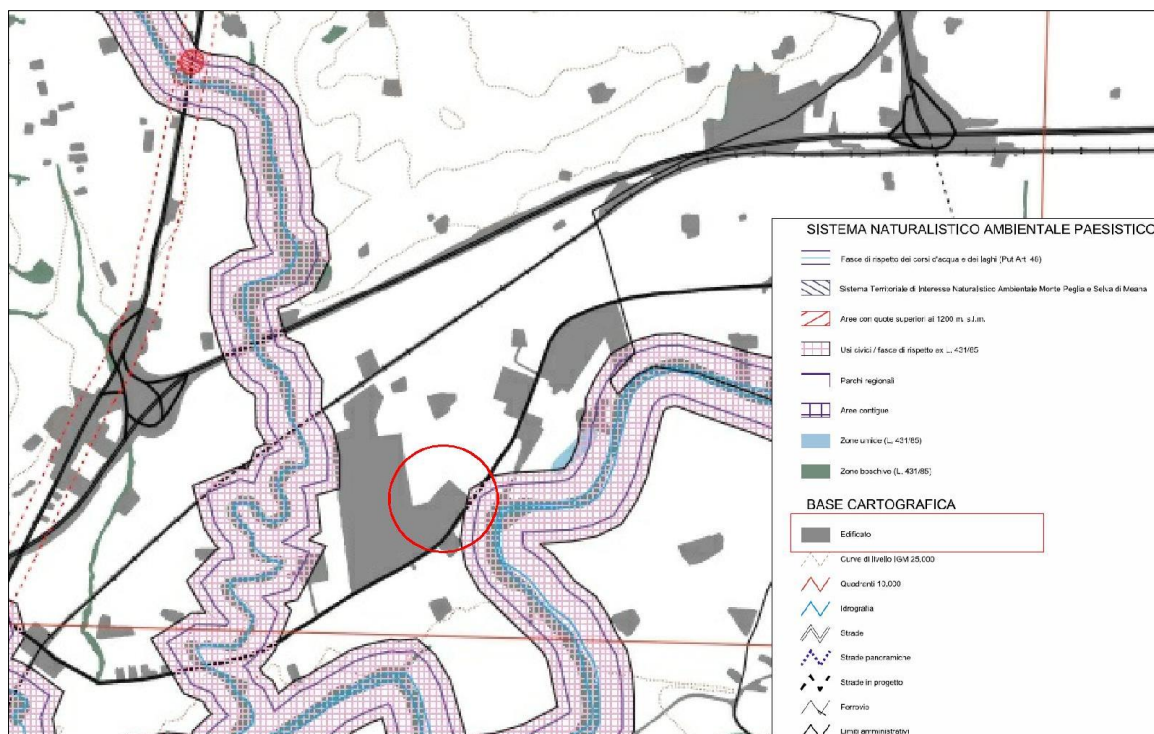 SISTEMA NATURALISTICO AMBIENTALE PAESISTICO
Fasce di rispetto dei corsi d'acqua e dei laghi (Put Art. 48)
Sistema Territoriale di Interesse Naturalistico Ambientale Monte Peglia e Selva di Meana
Aree con quote superiori ai 1200 m. s.l.m.
Usi civici / fasce di rispetto ex L. 431/85
Parchi regionali
Aree contigue
Zone umide (L. 431/85)
Zone boschive (L. 431/85)
BASE CARTOGRAFICA
Edificato
Curve di livello IGM 25.000
Quadranti 10.000
Idrografia
Strade
Strade panoramiche
Strade in progetto
Ferrovie
Limiti amministrativi